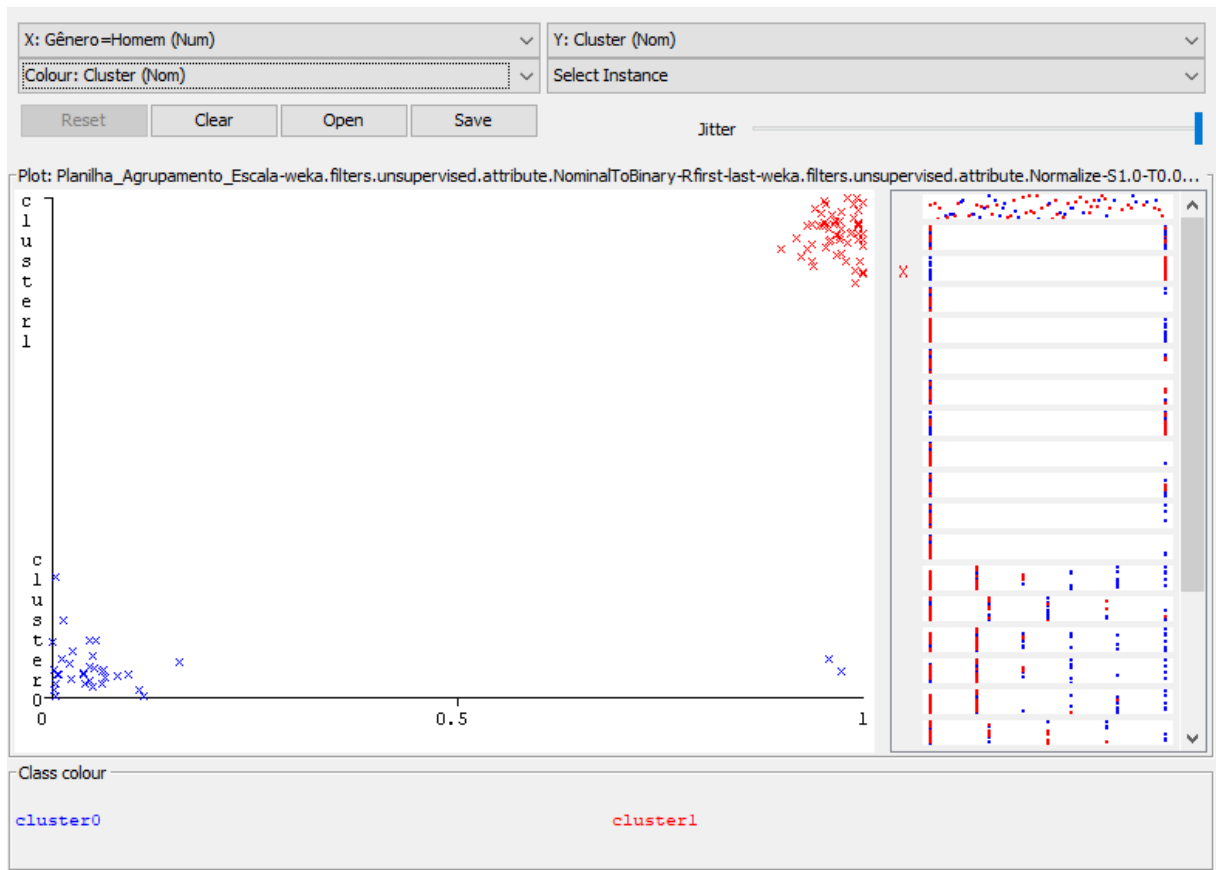 X: Gênero=Homem (Num)
Y: Cluster (Nom)
Colour: Cluster (Nom)
Select Instance
Reset
Clear
Open
Save
Jitter
Plot: Planilha_Agrupamento_Escala-weka.filters.unsupervised.attribute.NominalToBinary-Rfirst-last-weka.filters.unsupervised.attribute.Normalize-S1.0-T0.0...
cluster1
X
cluster0
0
0.5
1
Class colour
cluster0
cluster1